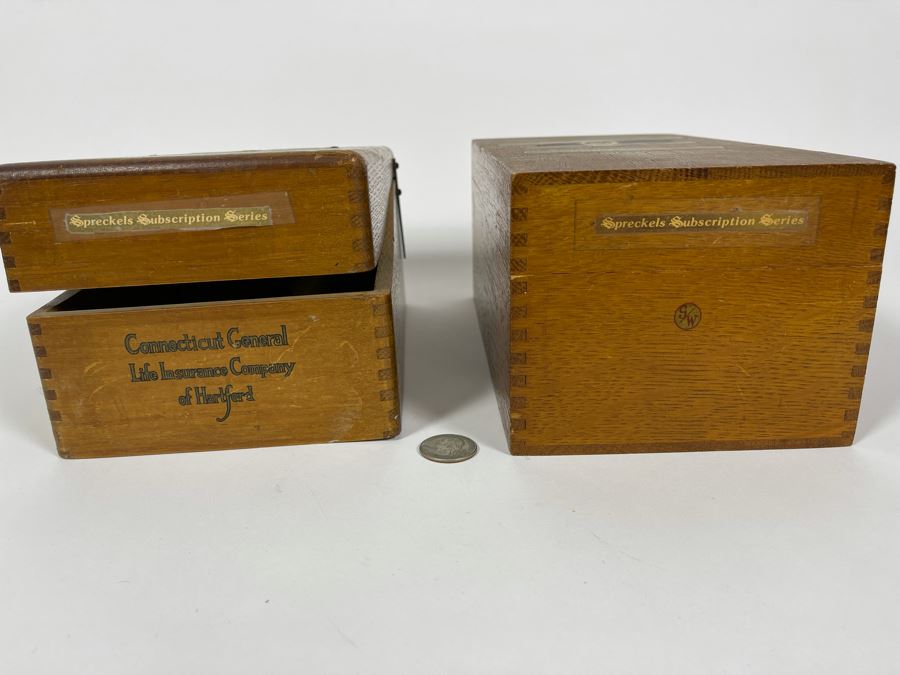 Spreckels Subscription Series
Connecticut General
Life Insurance Company
of Hartford
Spreckels Subscription Series
G/W